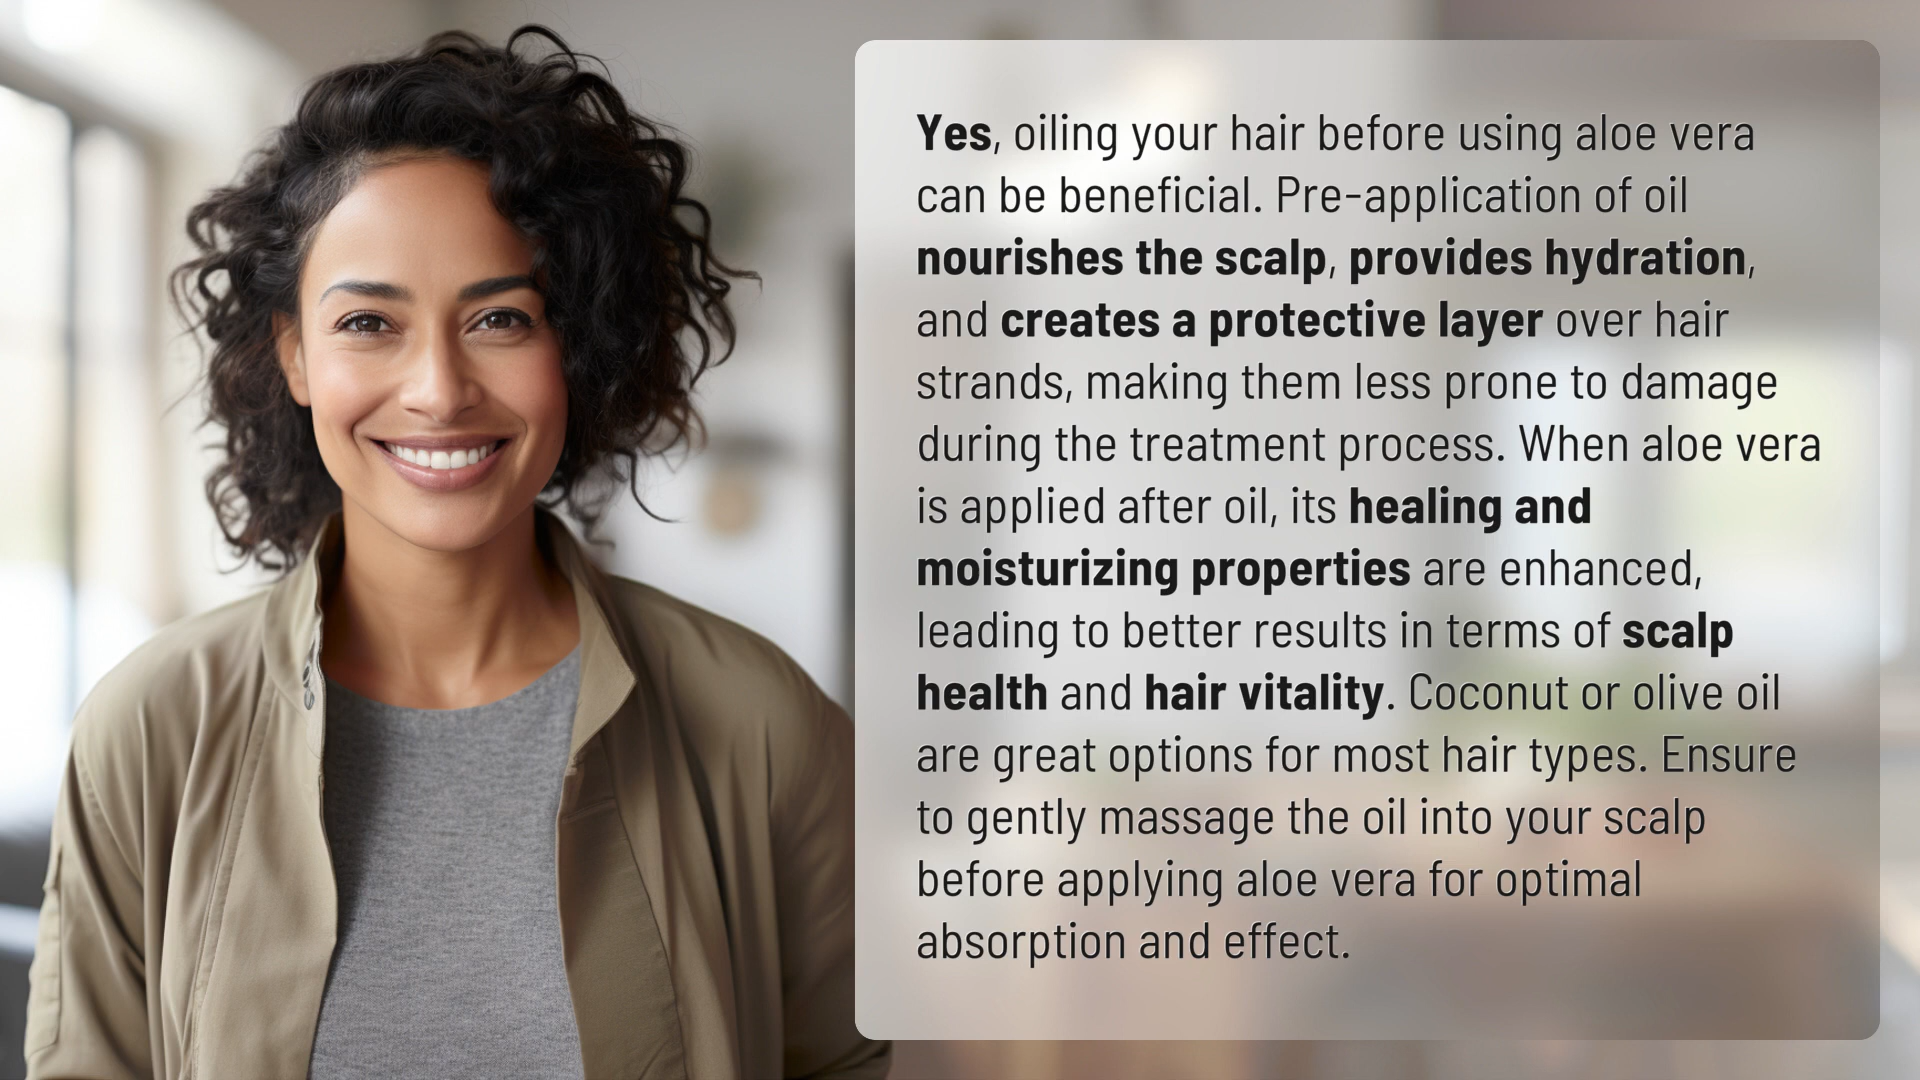 Yes, oiling your hair before using aloe vera
can be beneficial. Pre-application of oil
nourishes the scalp, provides hydration,
and creates a protective layer over hair
strands, making them less prone to damage
during the treatment process. When aloe vera
is applied after oil, its healing and
moisturizing properties are enhanced,
leading to better results in terms of scalp
health and hair vitality. Coconut or olive oil
are great options for most hair types. Ensure
to gently massage the oil into your scalp
before applying aloe vera for optimal
absorption and effect.